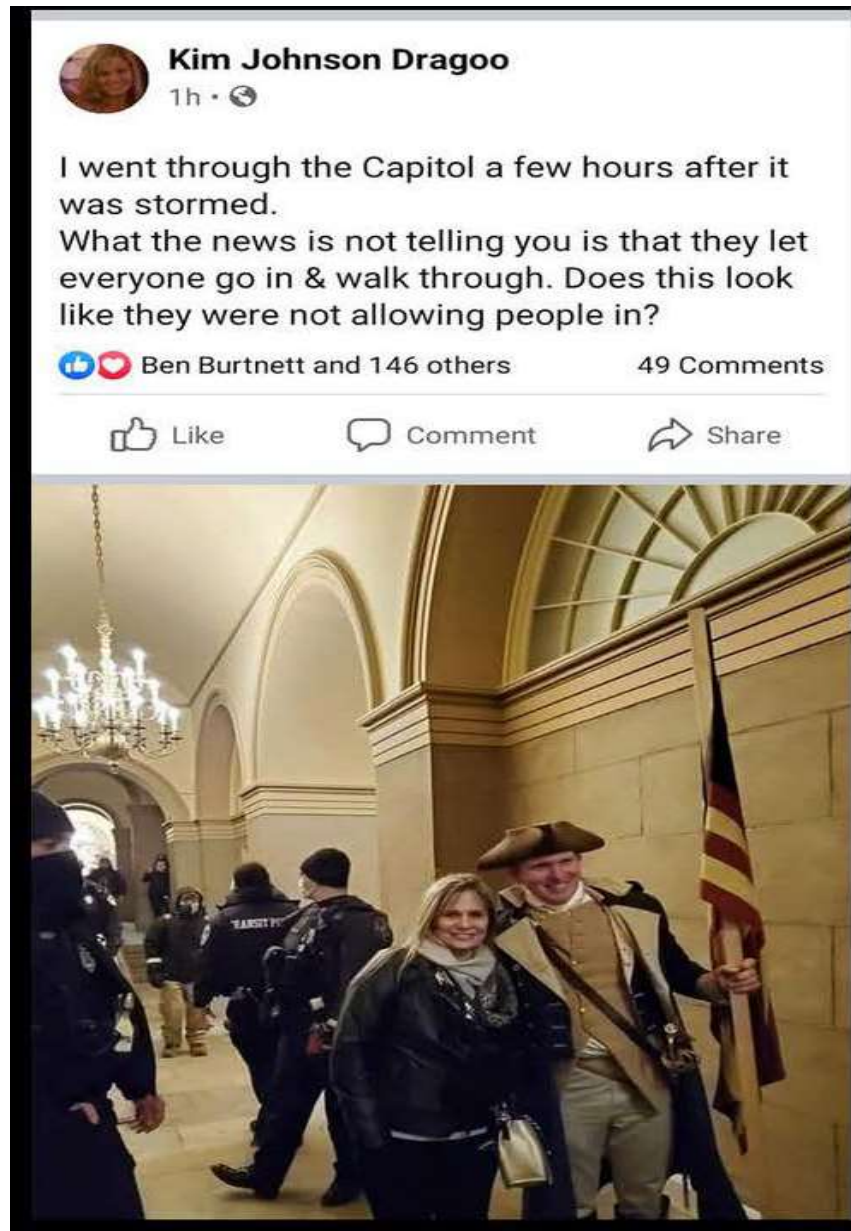 Kim Johnson Dragoo
1h ·
I went through the Capitol a few hours after it
was stormed.
What the news is not telling you is that they let
everyone go in & walk through. Does this look
like they were not allowing people in?
Ben Burtnett and 146 others 49 Comments
Like Comment Share
TRANSIT